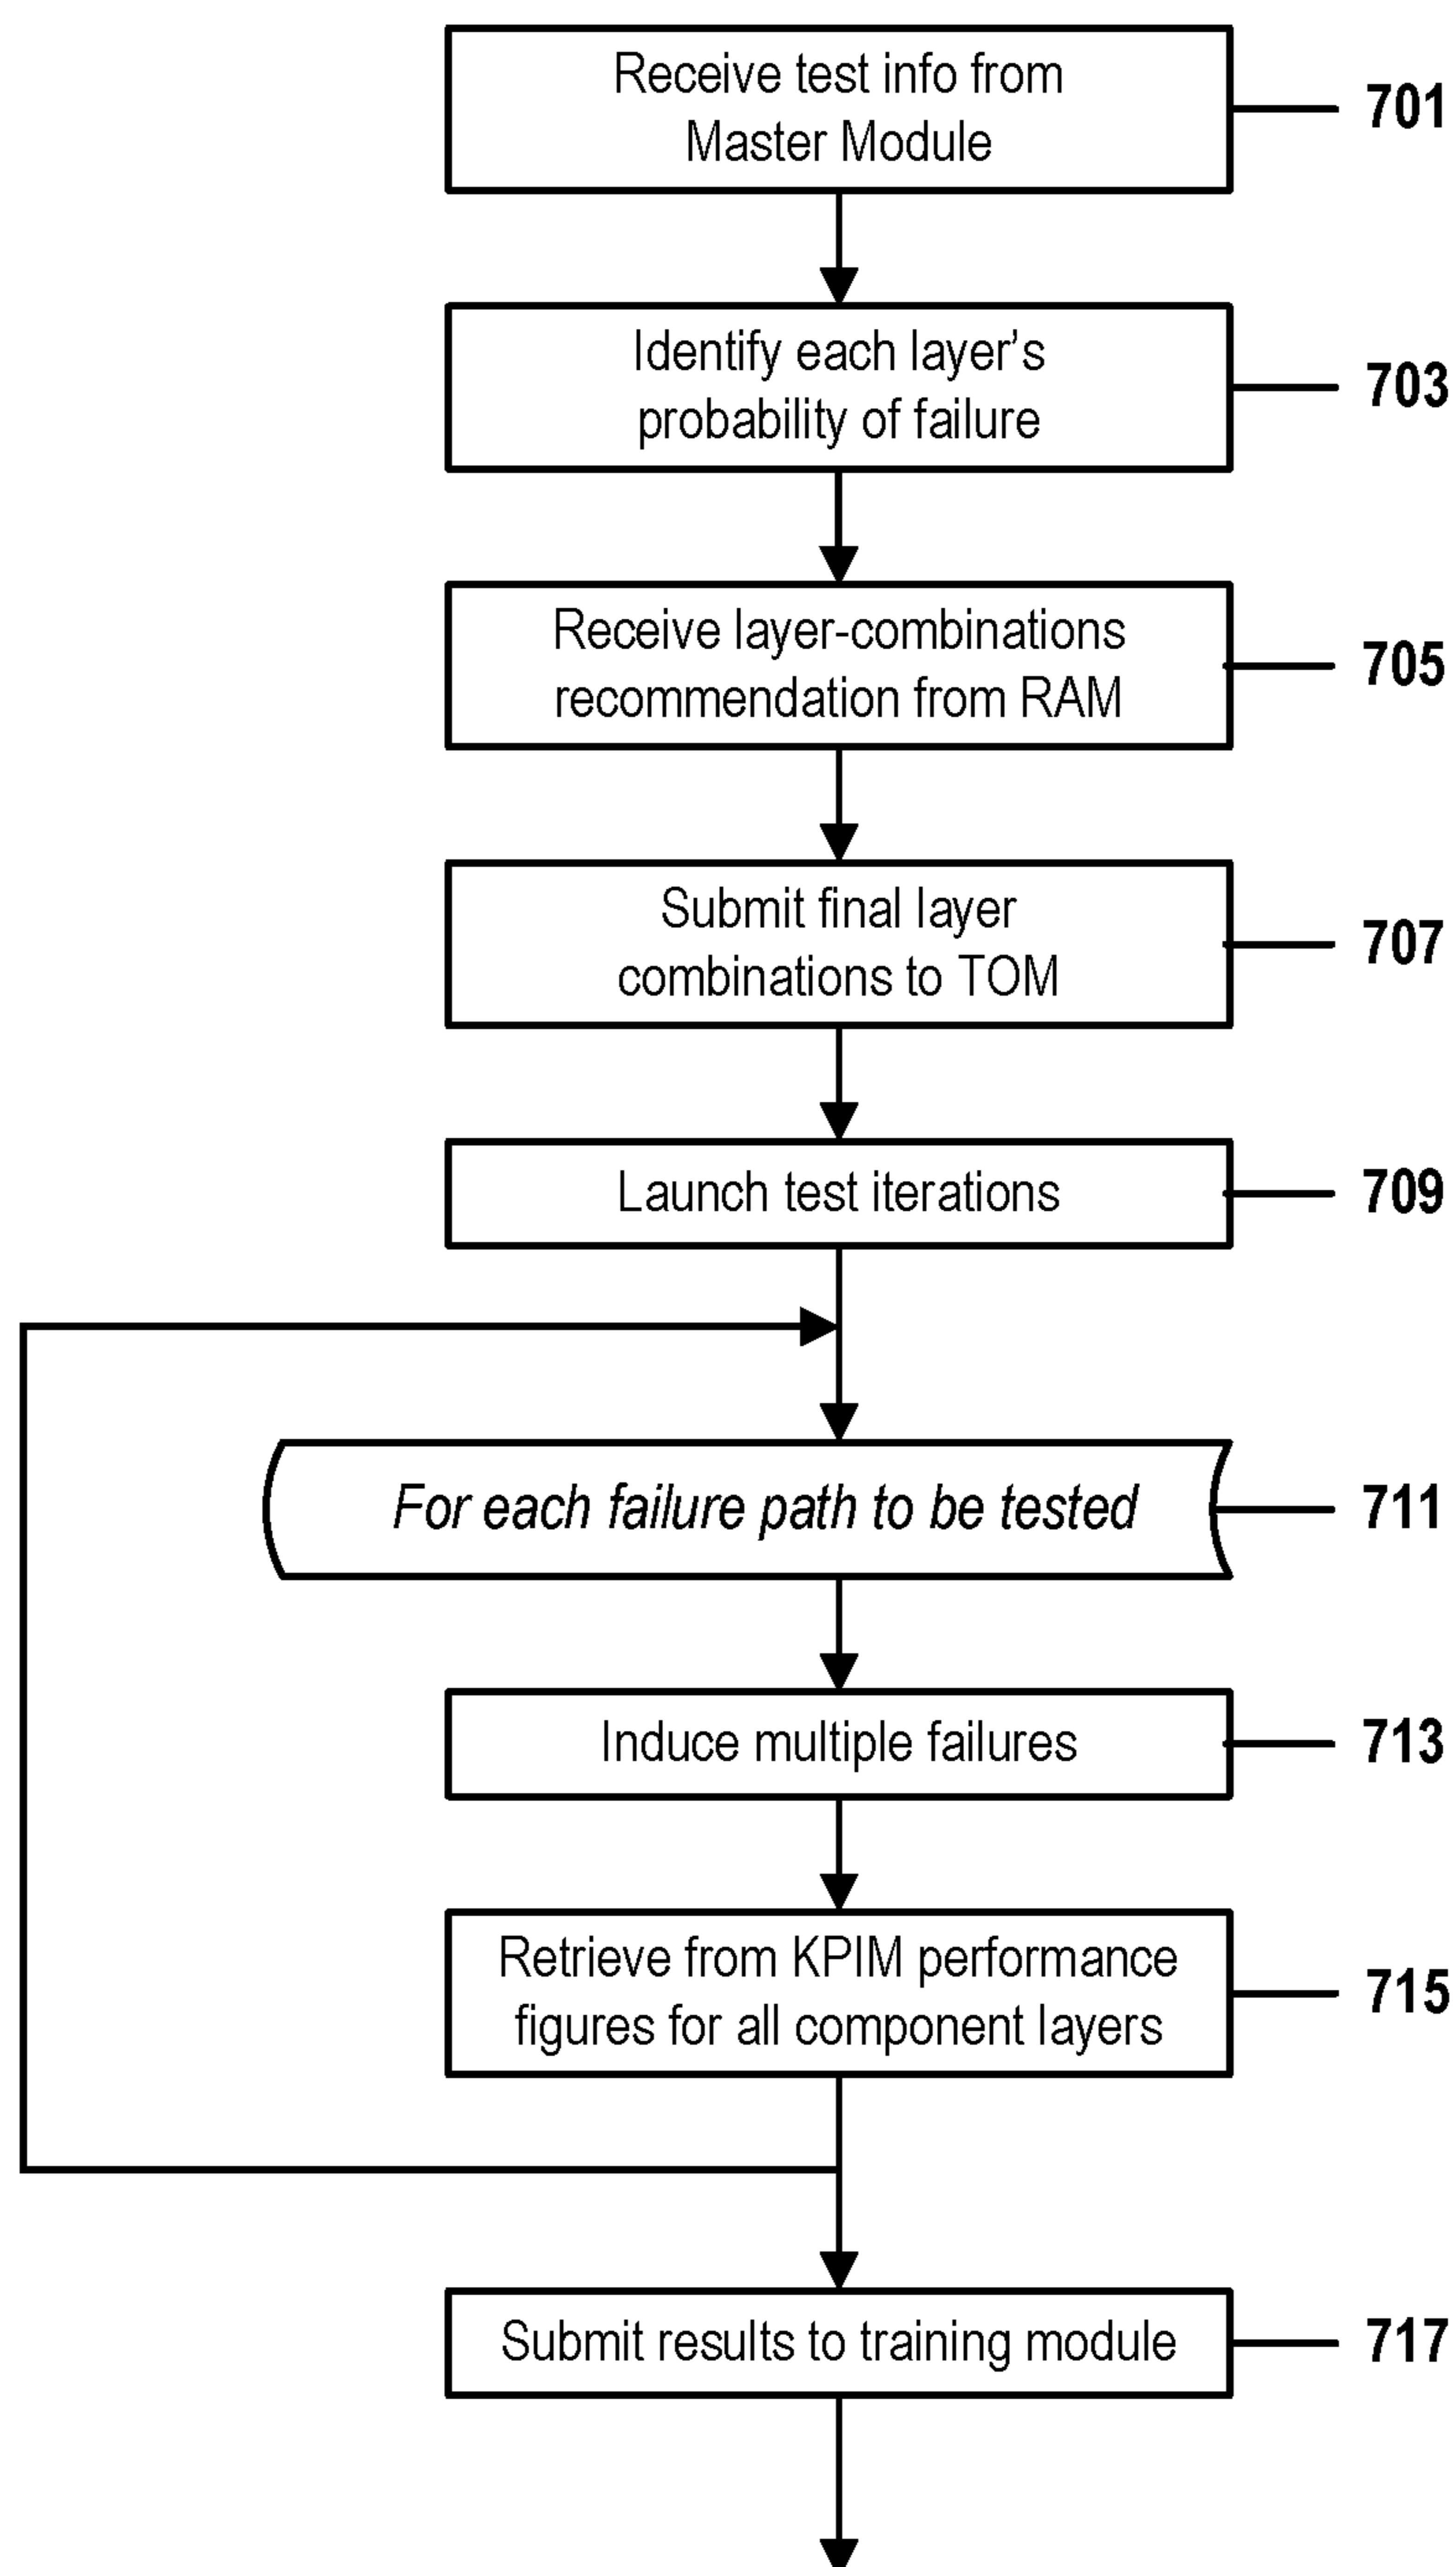 Receive test info from
Master Module
701
Identify each layer’s
probability of failure
703
Receive layer-combinations
recommendation from RAM
705
Submit final layer
combinations to TOM
707
Launch test iterations
709
For each failure path to be tested
711
Induce multiple failures
713
Retrieve from KPIM performance
figures for all component layers
715
Submit results to training module
717